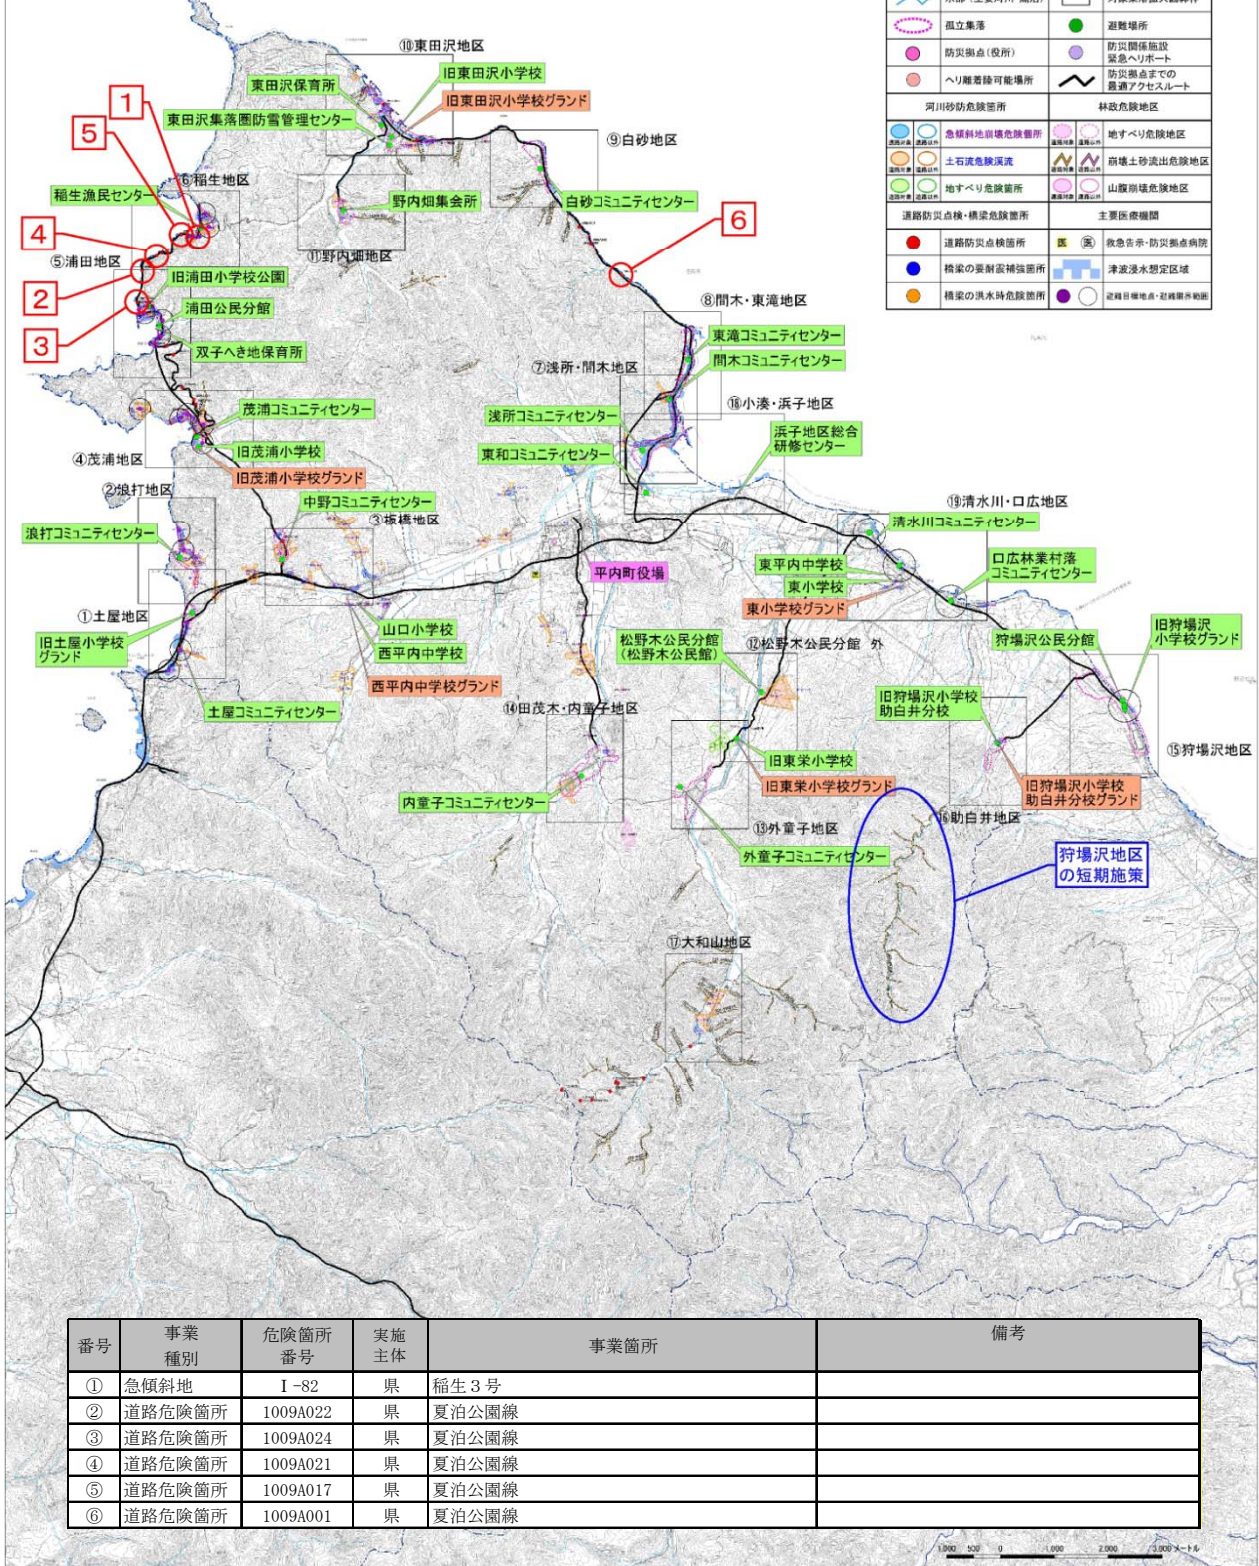 孤立集落
避難場所
防災拠点(役所)
防災関係施設
緊急ヘリポート
ヘリ離着陸可能場所
防災拠点までの
最適アクセスルート
河川砂防危険箇所
林政危険地区
急傾斜地崩壊危険箇所
地すべり危険地区
土石流危険渓流
崩壊土砂流出危険地区
地すべり危険箇所
山腹崩壊危険地区
道路防災点検・橋梁危険箇所
主要医療機関
道路防災点検箇所
救急告示・防災拠点病院
橋梁の要耐震補強箇所
津波浸水想定区域
橋梁の洪水時危険箇所
避難目標地点・避難限界範囲
⑩東田沢地区
東田沢保育所
旧東田沢小学校
旧東田沢小学校グランド
東田沢集落圏防雪管理センター
1
5
⑨白砂地区
⑥稲生地区
稲生漁民センター
野内畑集会所
白砂コミュニティセンター
6
4
⑤浦田地区
⑪野内畑地区
旧浦田小学校公園
2
浦田公民分館
⑧間木・東滝地区
3
双子へき地保育所
東滝コミュニティセンター
間木コミュニティセンター
⑦浅所・間木地区
茂浦コミュニティセンター
浅所コミュニティセンター
⑱小湊・浜子地区
旧茂浦小学校
東和コミュニティセンター
浜子地区総合
研修センター
④茂浦地区
旧茂浦小学校グランド
②浪打地区
中野コミュニティセンター
③板橋地区
⑲清水川・口広地区
浪打コミュニティセンター
清水川コミュニティセンター
平内町役場
東平内中学校
口広林業村落
コミュニティセンター
東小学校
東小学校グランド
①土屋地区
山口小学校
旧土屋小学校
グランド
西平内中学校
松野木公民分館
(松野木公民館)
⑫松野木公民分館 外
狩場沢公民分館
旧狩場沢
小学校グランド
西平内中学校グランド
旧狩場沢小学校
助白井分校
土屋コミュニティセンター
⑭田茂木・内童子地区
⑮狩場沢地区
旧東栄小学校
旧東栄小学校グランド
旧狩場沢小学校
助白井分校グランド
内童子コミュニティセンター
⑬外童子地区
⑯助白井地区
外童子コミュニティセンター
狩場沢地区
の短期施策
⑰大和山地区
番号 事業種別 危険箇所番号 実施主体 事業箇所 備考
① 急傾斜地 Ⅰ-82 県 稲生3号
② 道路危険箇所 1009A022 県 夏泊公園線
③ 道路危険箇所 1009A024 県 夏泊公園線
④ 道路危険箇所 1009A021 県 夏泊公園線
⑤ 道路危険箇所 1009A017 県 夏泊公園線
⑥ 道路危険箇所 1009A001 県 夏泊公園線
1,000 500 0 1,000 2,000 3,000 メートル